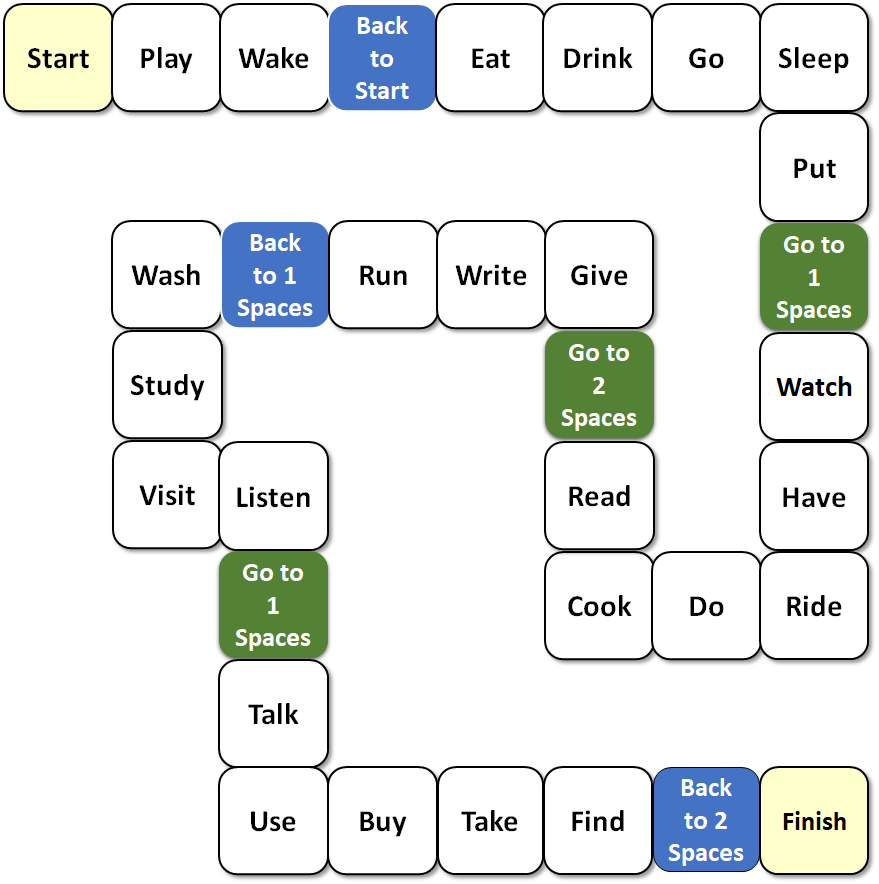 Start
Play
Wake
Back
to
Start
Eat
Drink
Go
Sleep
Put
Go to
1
Spaces
Watch
Have
Ride
Do
Cook
Read
Go to
2
Spaces
Give
Write
Run
Back
to 1
Spaces
Wash
Study
Visit
Listen
Go to
1
Spaces
Talk
Use
Buy
Take
Find
Back
to 2
Spaces
Finish